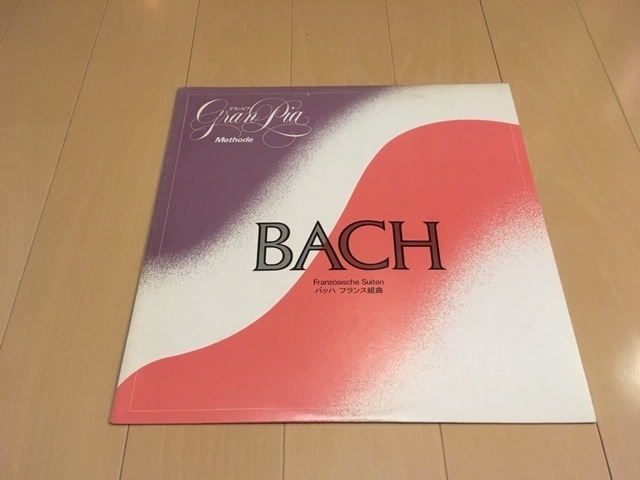 グランピア
Gran Pia
Methode
BACH
Französische Suiten
バッハ フランス組曲